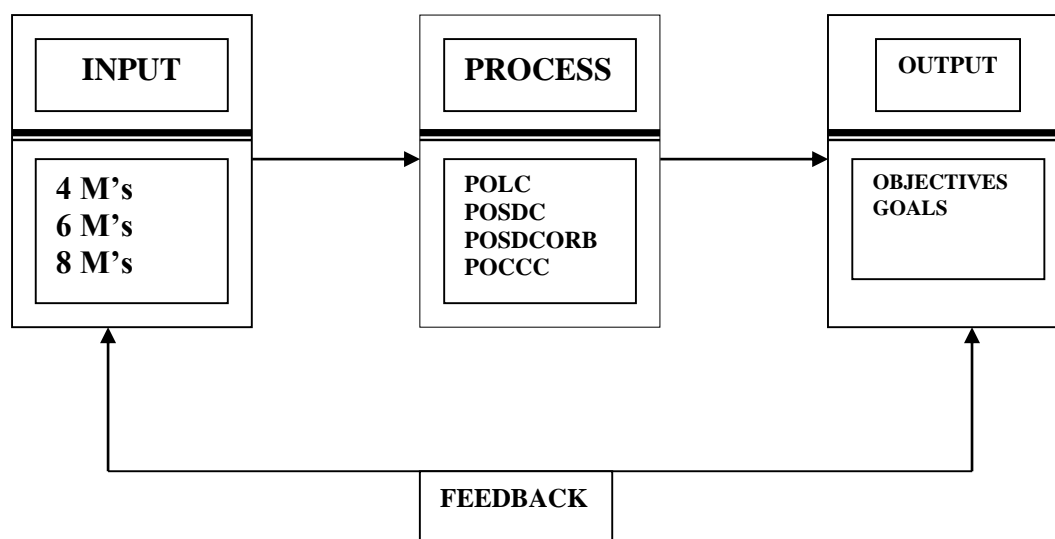 INPUT
4 M’s
6 M’s
8 M’s
PROCESS
POLC
POSDC
POSDCORB
POCCC
OUTPUT
OBJECTIVES
GOALS
FEEDBACK